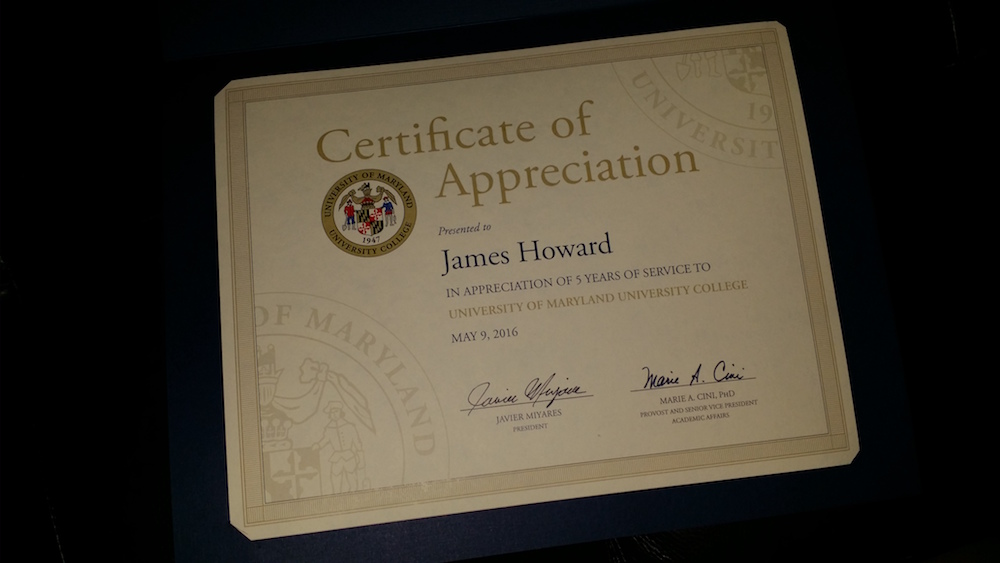 Certificate of
Appreciation
UNIVERSITY OF MARYLAND
UNIVERSITY COLLEGE
1947
Presented to
James Howard
IN APPRECIATION OF 5 YEARS OF SERVICE TO
UNIVERSITY OF MARYLAND UNIVERSITY COLLEGE
MAY 9, 2016
Javier Miyares
JAVIER MIYARES
PRESIDENT
Marie A. Cini
MARIE A. CINI, PHD
PROVOST AND SENIOR VICE PRESIDENT
ACADEMIC AFFAIRS
OF MARYLAND
UNIVERSIT
19